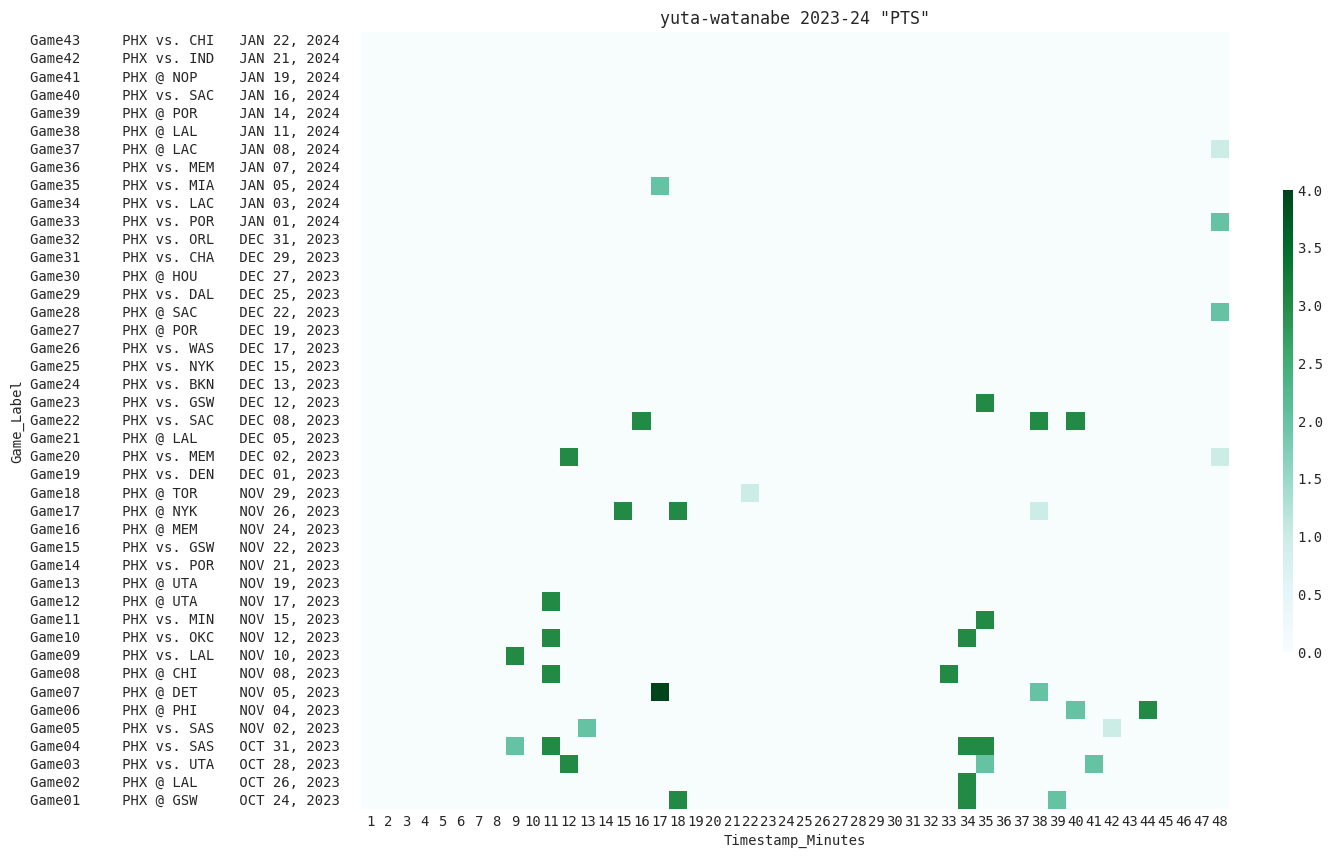 yuta-watanabe 2023-24 "PTS"
Game43 PHX vs. CHI JAN 22, 2024
Game42 PHX vs. IND JAN 21, 2024
Game41 PHX @ NOP JAN 19, 2024
Game40 PHX vs. SAC JAN 16, 2024
Game39 PHX @ POR JAN 14, 2024
Game38 PHX @ LAL JAN 11, 2024
Game37 PHX @ LAC JAN 08, 2024
Game36 PHX vs. MEM JAN 07, 2024
Game35 PHX vs. MIA JAN 05, 2024
Game34 PHX vs. LAC JAN 03, 2024
Game33 PHX vs. POR JAN 01, 2024
Game32 PHX vs. ORL DEC 31, 2023
Game31 PHX vs. CHA DEC 29, 2023
Game30 PHX @ HOU DEC 27, 2023
Game29 PHX vs. DAL DEC 25, 2023
Game28 PHX @ SAC DEC 22, 2023
Game27 PHX @ POR DEC 19, 2023
Game26 PHX vs. WAS DEC 17, 2023
Game25 PHX vs. NYK DEC 15, 2023
Game24 PHX vs. BKN DEC 13, 2023
Game23 PHX vs. GSW DEC 12, 2023
Game22 PHX vs. SAC DEC 08, 2023
Game21 PHX @ LAL DEC 05, 2023
Game20 PHX vs. MEM DEC 02, 2023
Game19 PHX vs. DEN DEC 01, 2023
Game18 PHX @ TOR NOV 29, 2023
Game17 PHX @ NYK NOV 26, 2023
Game16 PHX @ MEM NOV 24, 2023
Game15 PHX vs. GSW NOV 22, 2023
Game14 PHX vs. POR NOV 21, 2023
Game13 PHX @ UTA NOV 19, 2023
Game12 PHX @ UTA NOV 17, 2023
Game11 PHX vs. MIN NOV 15, 2023
Game10 PHX vs. OKC NOV 12, 2023
Game09 PHX vs. LAL NOV 10, 2023
Game08 PHX @ CHI NOV 08, 2023
Game07 PHX @ DET NOV 05, 2023
Game06 PHX @ PHI NOV 04, 2023
Game05 PHX vs. SAS NOV 02, 2023
Game04 PHX vs. SAS OCT 31, 2023
Game03 PHX vs. UTA OCT 28, 2023
Game02 PHX @ LAL OCT 26, 2023
Game01 PHX @ GSW OCT 24, 2023
Game_Label
1 2 3 4 5 6 7 8 9 10 11 12 13 14 15 16 17 18 19 20 21 22 23 24 25 26 27 28 29 30 31 32 33 34 35 36 37 38 39 40 41 42 43 44 45 46 47 48
Timestamp_Minutes
4.0
3.5
3.0
2.5
2.0
1.5
1.0
0.5
0.0